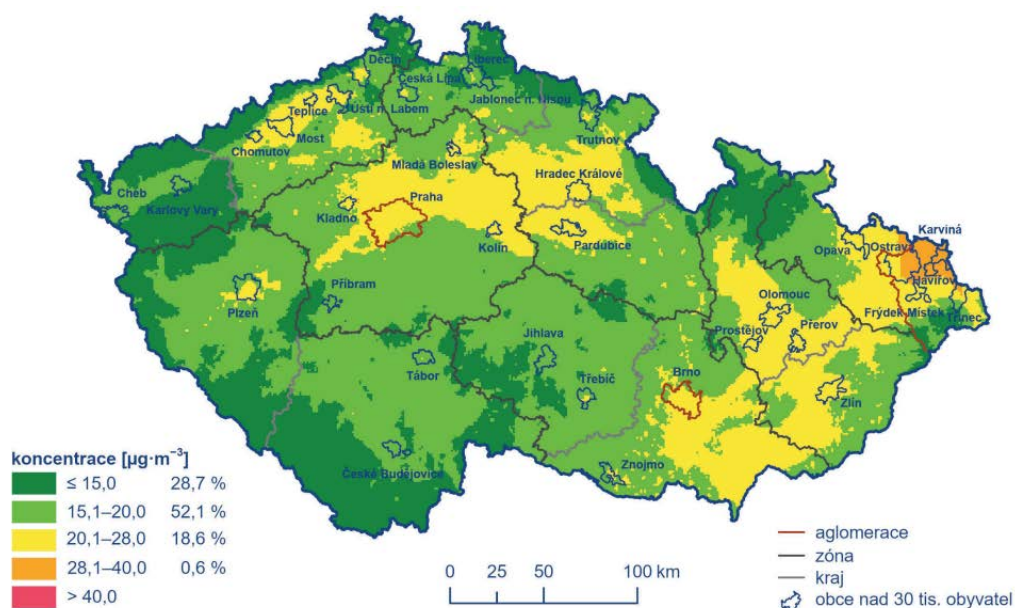 Děčín
Liberec
Česká Lípa
Jablonec n. Nisou
Teplice
Ústí n. Labem
Trutnov
Most
Chomutov
Mladá Boleslav
Hradec Králové
Cheb
Karlovy Vary
Praha
Kladno
Kolín
Pardubice
Karviná
Opava
Ostrava
Havířov
Příbram
Plzeň
Olomouc
Frýdek Místek
Třinec
Prostějov
Přerov
Jihlava
Tábor
Třebíč
Brno
Zlín
České Budějovice
Znojmo
koncentrace [µg·m⁻³]
≤ 15,0 28,7 %
15,1–20,0 52,1 %
20,1–28,0 18,6 %
28,1–40,0 0,6 %
> 40,0
0 25 50 100 km
aglomerace
zóna
kraj
obce nad 30 tis. obyvatel